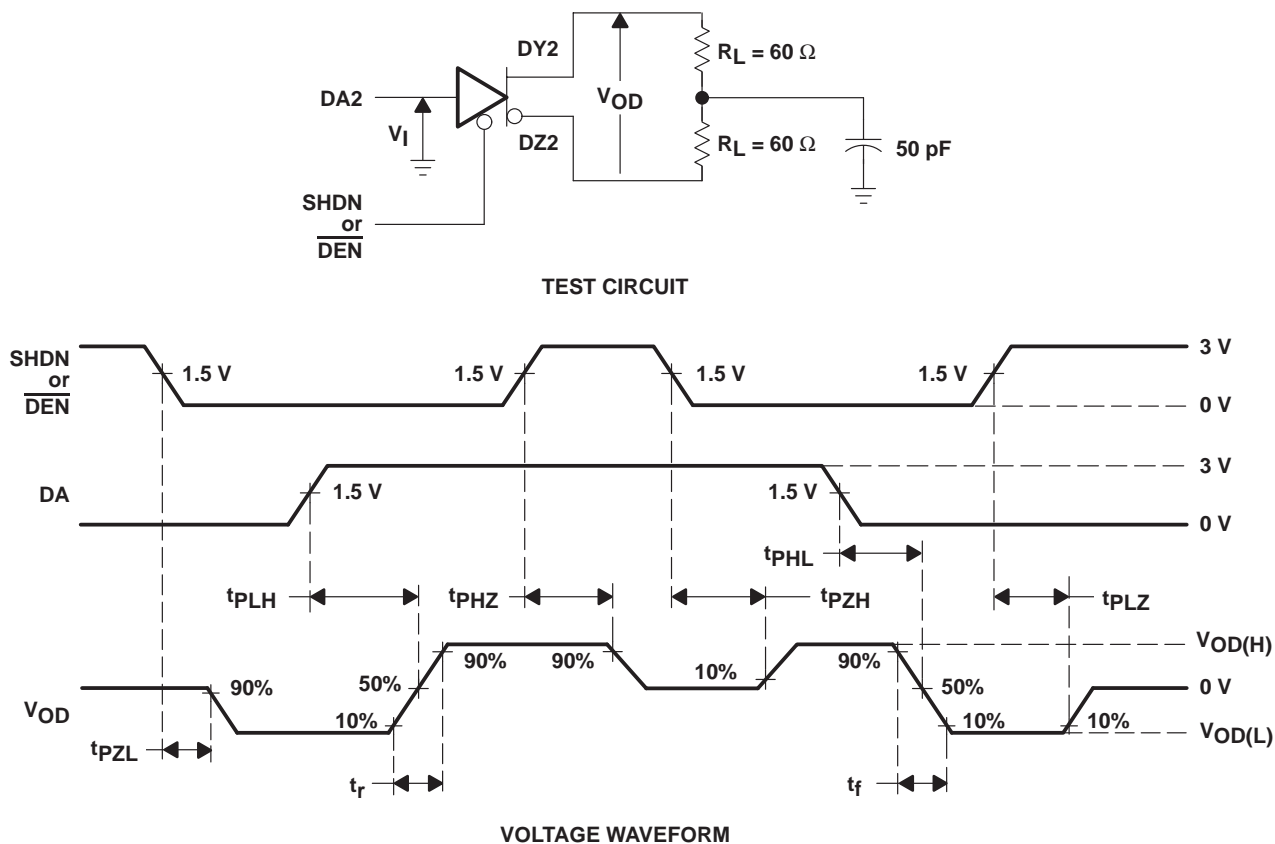 DY2
R_L = 60 Ω
DA2
V_OD
V_I
DZ2
R_L = 60 Ω
50 pF
SHDN
or
D̅E̅N̅
TEST CIRCUIT
SHDN
or
D̅E̅N̅
1.5 V
1.5 V
1.5 V
1.5 V
3 V
0 V
DA
1.5 V
1.5 V
3 V
0 V
t_PHL
t_PLH
t_PHZ
t_PZH
t_PLZ
V_OD
90%
50%
10%
90%
90%
10%
90%
50%
10%
10%
V_OD(H)
0 V
V_OD(L)
t_PZL
t_r
t_f
VOLTAGE WAVEFORM